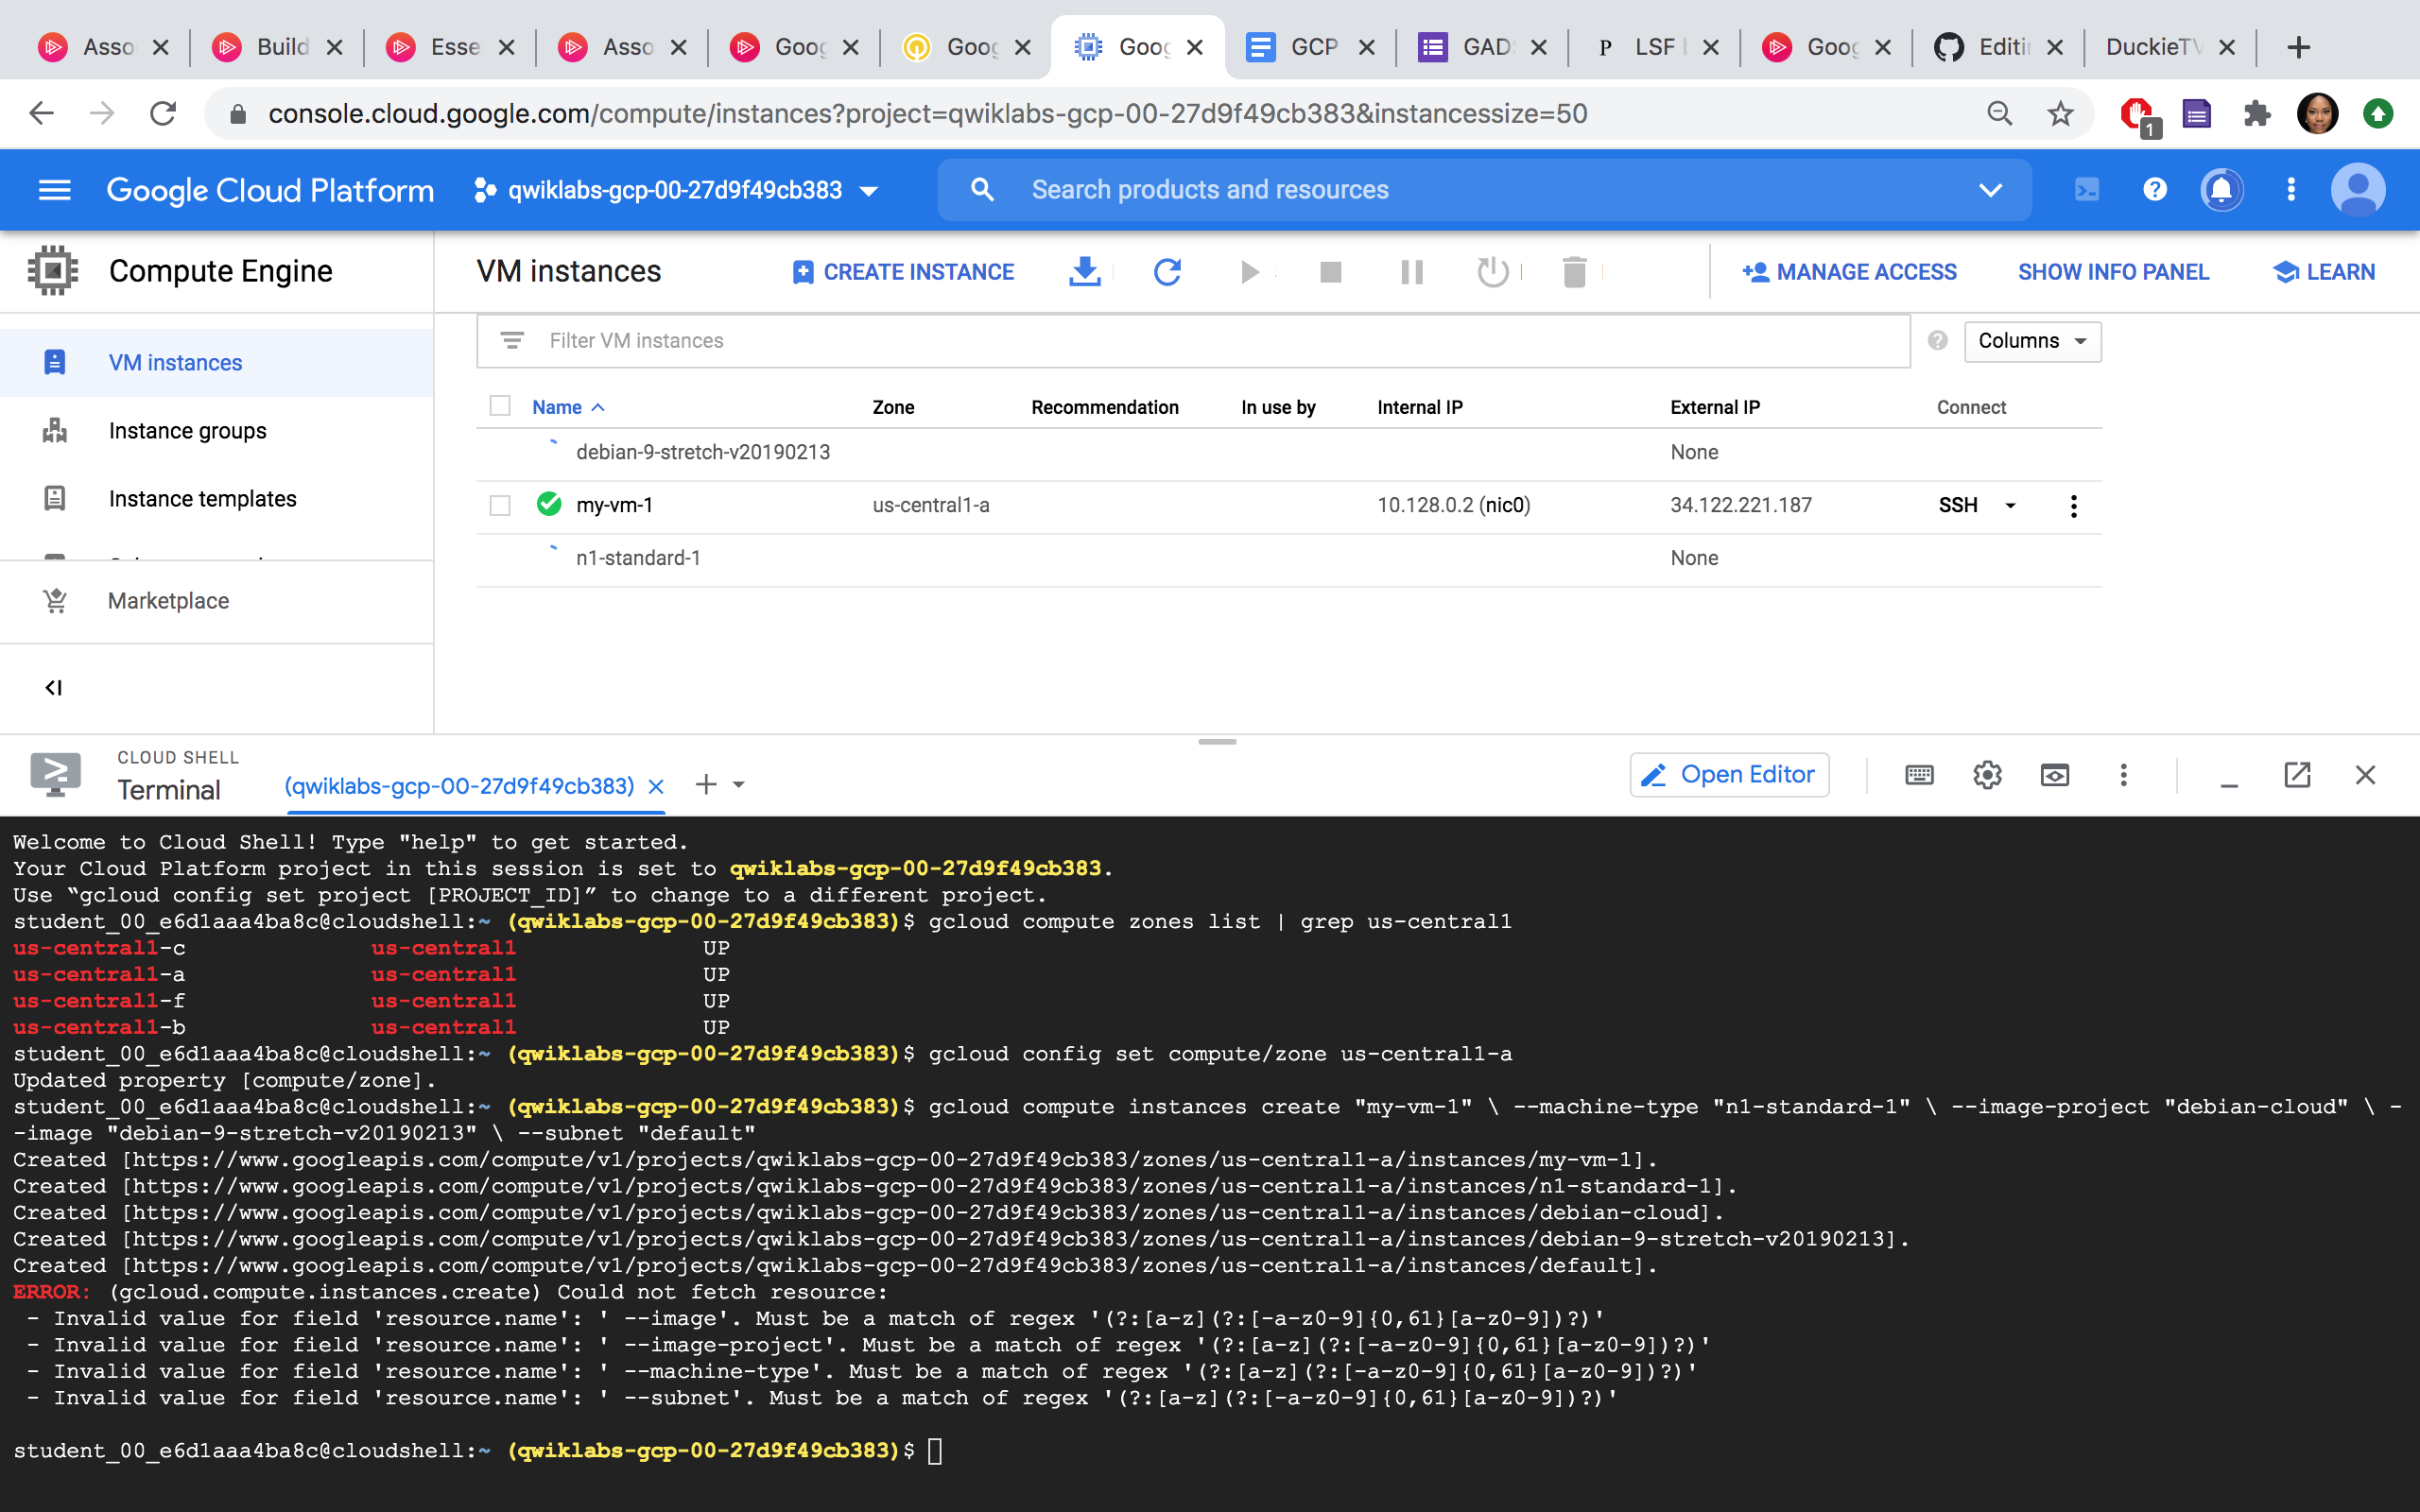 Asso Build Esse Asso Goog Goog Goog GCP GAD LSF Goog Editin DuckieTV
console.cloud.google.com/compute/instances?project=qwiklabs-gcp-00-27d9f49cb383&instancessize=50
1
Google Cloud Platform qwiklabs-gcp-00-27d9f49cb383 Search products and resources
Compute Engine VM instances CREATE INSTANCE MANAGE ACCESS SHOW INFO PANEL LEARN
VM instances
Instance groups
Instance templates
Marketplace
Filter VM instances Columns
Name Zone Recommendation In use by Internal IP External IP Connect
debian-9-stretch-v20190213 None
my-vm-1 us-central1-a 10.128.0.2 (nic0) 34.122.221.187 SSH
n1-standard-1 None
CLOUD SHELL
Terminal (qwiklabs-gcp-00-27d9f49cb383) Open Editor
Welcome to Cloud Shell! Type "help" to get started.
Your Cloud Platform project in this session is set to qwiklabs-gcp-00-27d9f49cb383.
Use “gcloud config set project [PROJECT_ID]” to change to a different project.
student_00_e6d1aaa4ba8c@cloudshell:~ (qwiklabs-gcp-00-27d9f49cb383)$ gcloud compute zones list | grep us-central1
us-central1-c us-central1 UP
us-central1-a us-central1 UP
us-central1-f us-central1 UP
us-central1-b us-central1 UP
student_00_e6d1aaa4ba8c@cloudshell:~ (qwiklabs-gcp-00-27d9f49cb383)$ gcloud config set compute/zone us-central1-a
Updated property [compute/zone].
student_00_e6d1aaa4ba8c@cloudshell:~ (qwiklabs-gcp-00-27d9f49cb383)$ gcloud compute instances create "my-vm-1" \ --machine-type "n1-standard-1" \ --image-project "debian-cloud" \ -
-image "debian-9-stretch-v20190213" \ --subnet "default"
Created [https://www.googleapis.com/compute/v1/projects/qwiklabs-gcp-00-27d9f49cb383/zones/us-central1-a/instances/my-vm-1].
Created [https://www.googleapis.com/compute/v1/projects/qwiklabs-gcp-00-27d9f49cb383/zones/us-central1-a/instances/n1-standard-1].
Created [https://www.googleapis.com/compute/v1/projects/qwiklabs-gcp-00-27d9f49cb383/zones/us-central1-a/instances/debian-cloud].
Created [https://www.googleapis.com/compute/v1/projects/qwiklabs-gcp-00-27d9f49cb383/zones/us-central1-a/instances/debian-9-stretch-v20190213].
Created [https://www.googleapis.com/compute/v1/projects/qwiklabs-gcp-00-27d9f49cb383/zones/us-central1-a/instances/default].
ERROR: (gcloud.compute.instances.create) Could not fetch resource:
- Invalid value for field 'resource.name': ' --image'. Must be a match of regex '(?:[a-z](?:[-a-z0-9]{0,61}[a-z0-9])?)'
- Invalid value for field 'resource.name': ' --image-project'. Must be a match of regex '(?:[a-z](?:[-a-z0-9]{0,61}[a-z0-9])?)'
- Invalid value for field 'resource.name': ' --machine-type'. Must be a match of regex '(?:[a-z](?:[-a-z0-9]{0,61}[a-z0-9])?)'
- Invalid value for field 'resource.name': ' --subnet'. Must be a match of regex '(?:[a-z](?:[-a-z0-9]{0,61}[a-z0-9])?)'
student_00_e6d1aaa4ba8c@cloudshell:~ (qwiklabs-gcp-00-27d9f49cb383)$